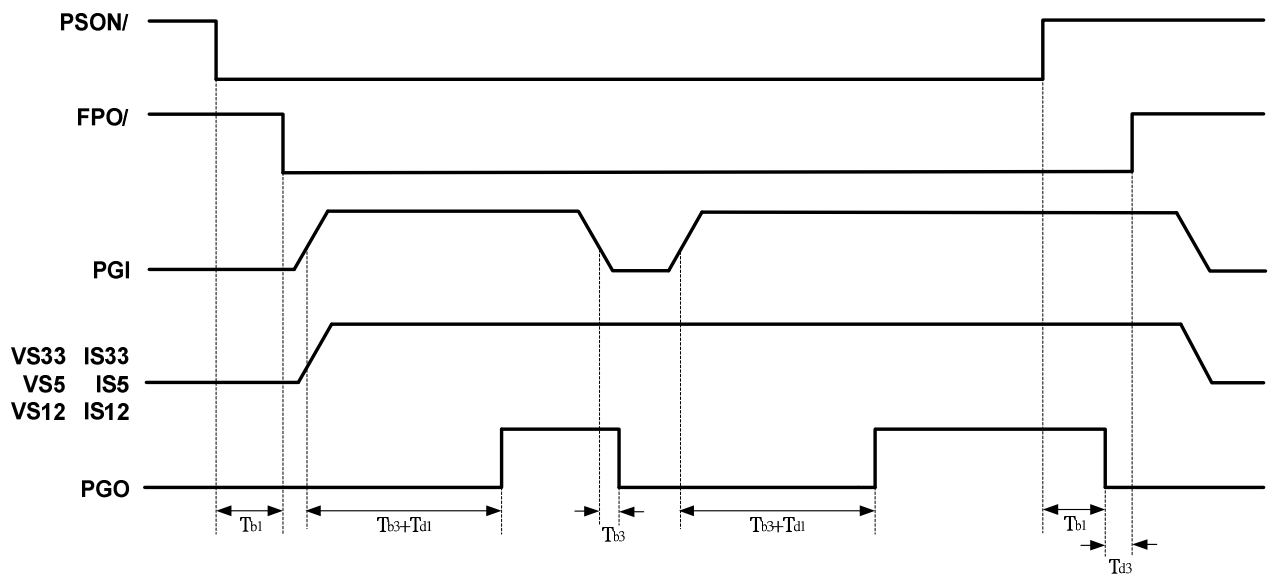 PSON/
FPO/
PGI
VS33 IS33
VS5 IS5
VS12 IS12
PGO
Tb1
Tb3+Td1
Tb3
Tb3+Td1
Tb1
Td3